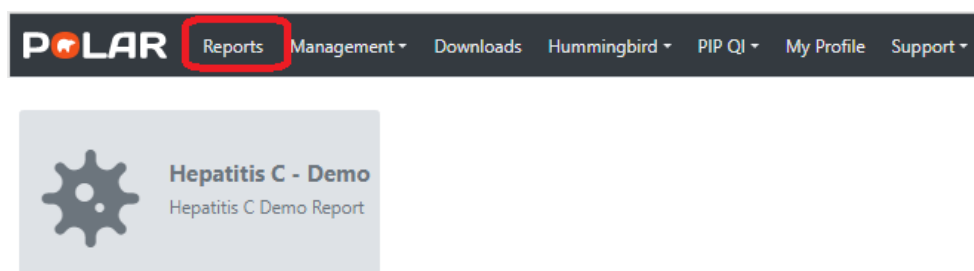 POLAR Reports Management Downloads Hummingbird PIP QI My Profile Support
Hepatitis C - Demo
Hepatitis C Demo Report